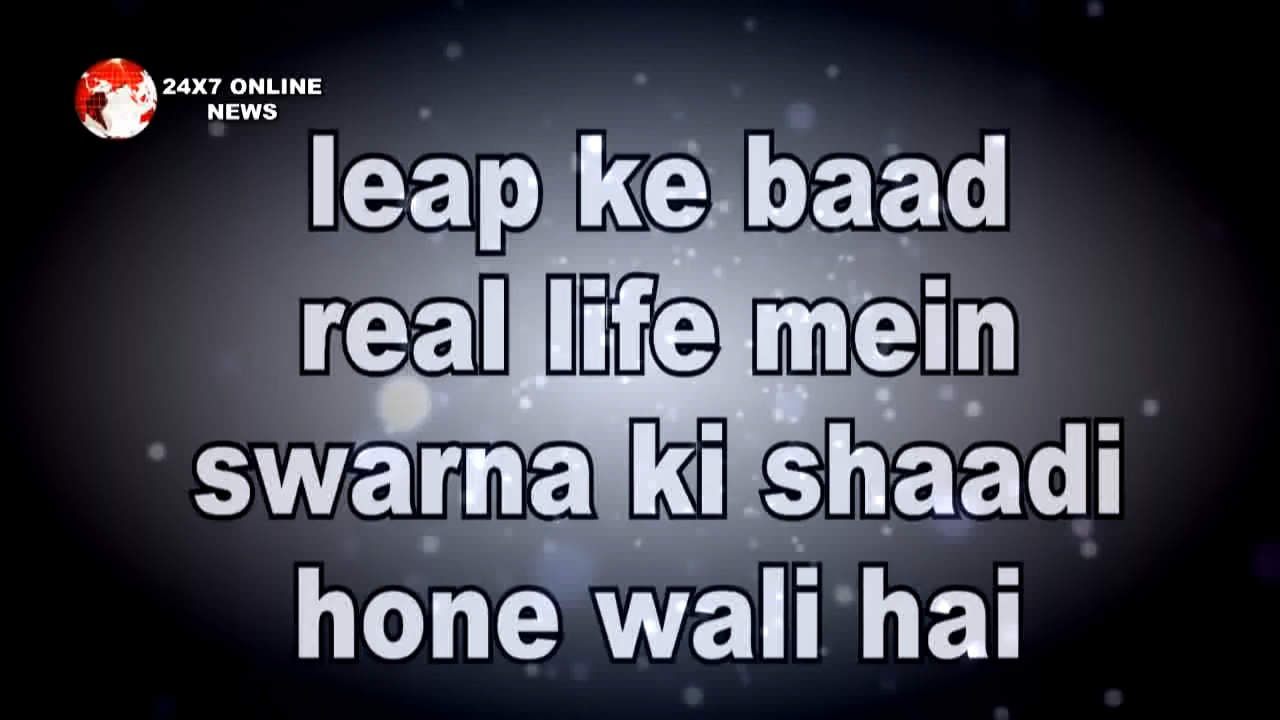 24X7 ONLINE
NEWS
leap ke baad
real life mein
swarna ki shaadi
hone wali hai